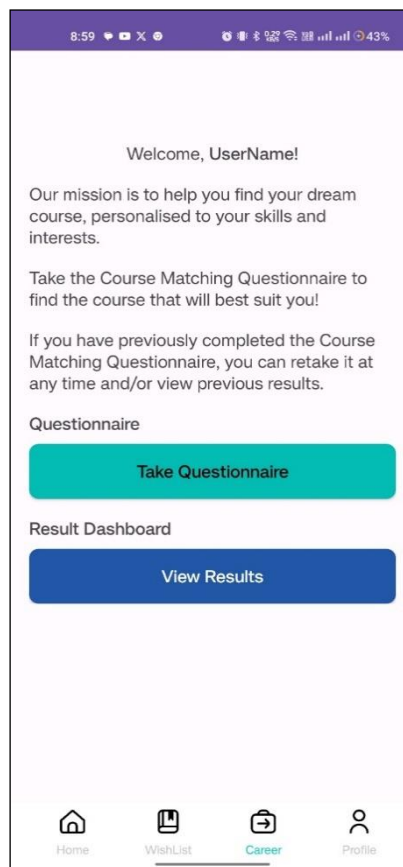 8:59
43%
Welcome, UserName!
Our mission is to help you find your dream
course, personalised to your skills and
interests.
Take the Course Matching Questionnaire to
find the course that will best suit you!
If you have previously completed the Course
Matching Questionnaire, you can retake it at
any time and/or view previous results.
Questionnaire
Take Questionnaire
Result Dashboard
View Results
Home WishList Career Profile